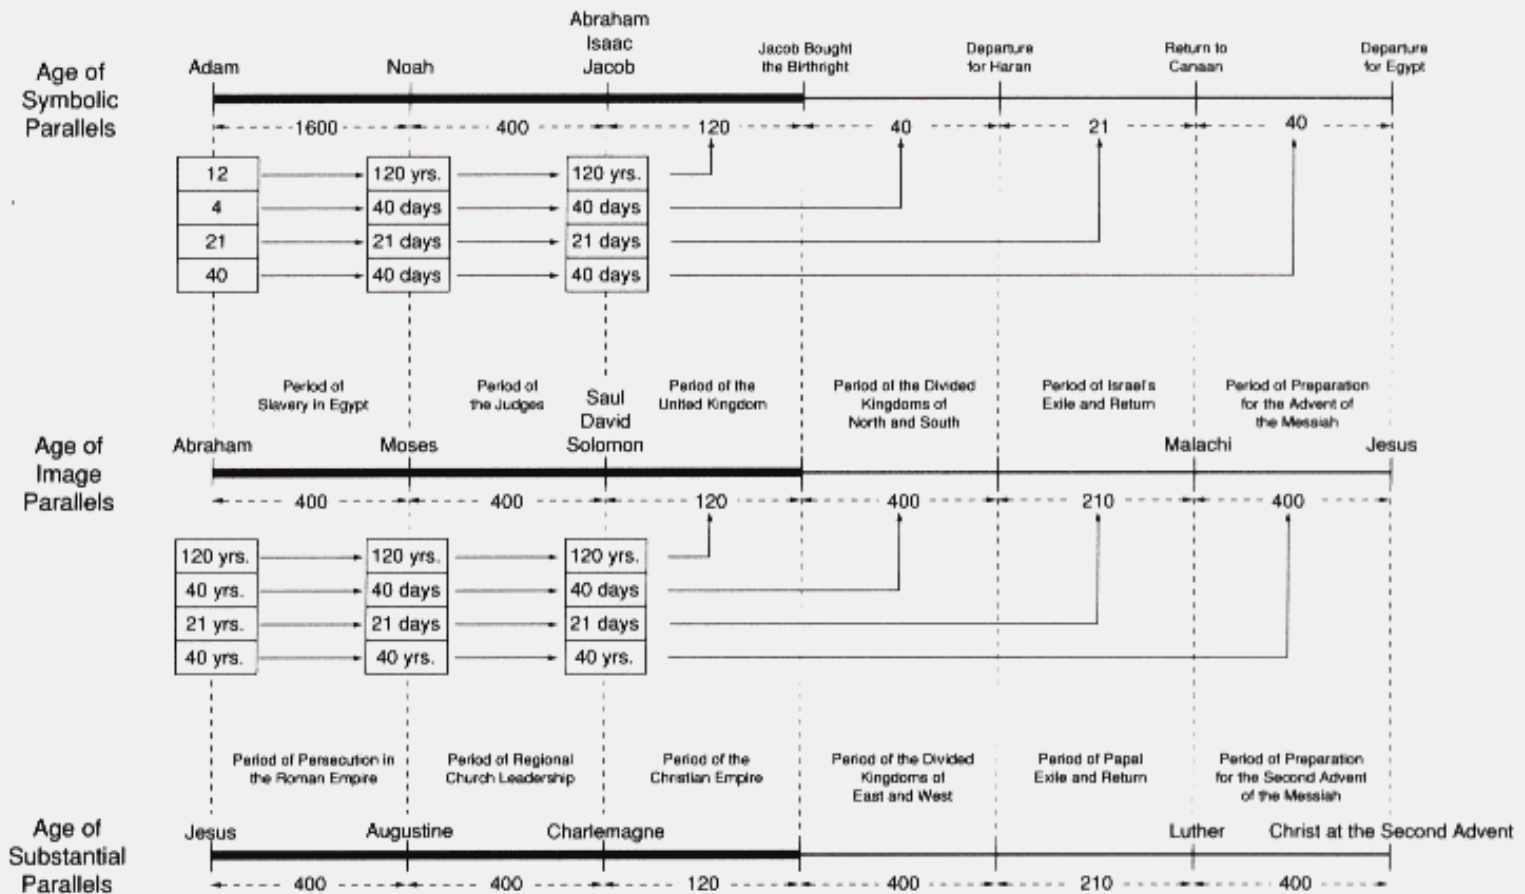 Abraham
Isaac
Jacob
Adam
Noah
Jacob Bought
the Birthright
Departure
for Haran
Return to
Canaan
Departure
for Egypt
Age of
Symbolic
Parallels
1600
400
120
40
21
40
12
120 yrs.
120 yrs.
4
40 days
40 days
21
21 days
21 days
40
40 days
40 days
Period of
Slavery in Egypt
Period of
the Judges
Saul
David
Solomon
Period of the
United Kingdom
Period of the Divided
Kingdoms of
North and South
Period of Israel's
Exile and Return
Period of Preparation
for the Advent of
the Messiah
Age of
Image
Parallels
Abraham
Moses
Malachi
Jesus
400
400
120
400
210
400
120 yrs.
120 yrs.
120 yrs.
40 yrs.
40 days
40 days
21 yrs.
21 days
21 days
40 yrs.
40 yrs.
40 yrs.
Period of Persecution in
the Roman Empire
Period of Regional
Church Leadership
Period of the
Christian Empire
Period of the Divided
Kingdoms of
East and West
Period of Papal
Exile and Return
Period of Preparation
for the Second Advent
of the Messiah
Age of
Substantial
Parallels
Jesus
Augustine
Charlemagne
Luther
Christ at the Second Advent
400
400
120
400
210
400